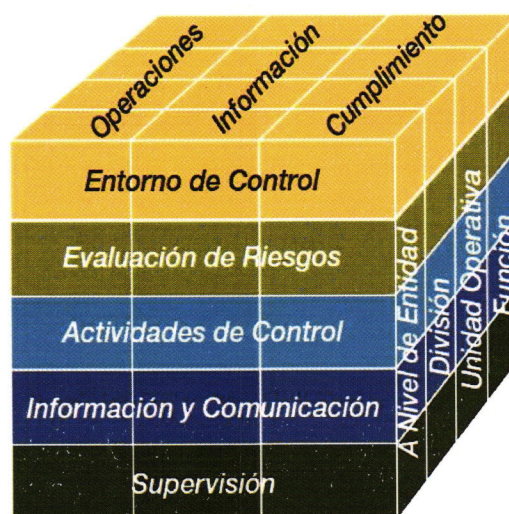 Operaciones
Información
Cumplimiento
Entorno de Control
Evaluación de Riesgos
Actividades de Control
Información y Comunicación
Supervisión
A Nivel de Entidad
División
Unidad Operativa
Función